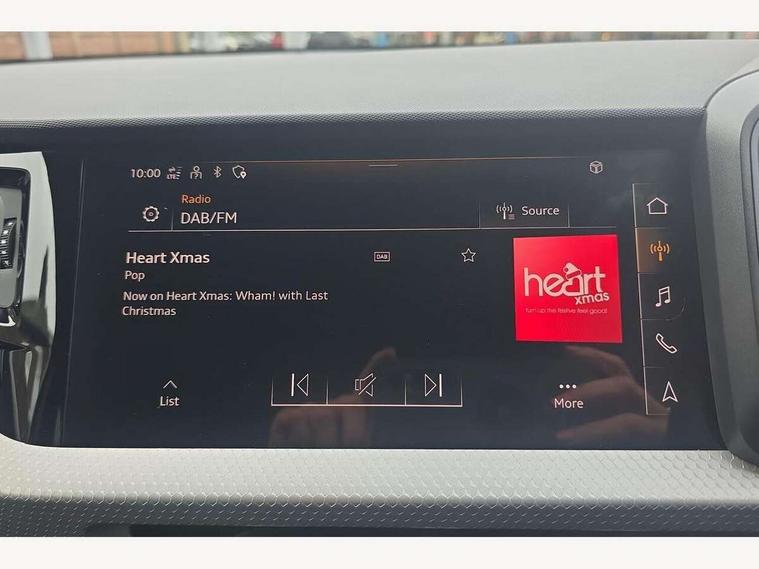 10:00 LTE
Radio
DAB/FM
Source
Heart Xmas
DAB
Pop
Now on Heart Xmas: Wham! with Last
Christmas
heart
xmas
turn up the festive feel good!
List
More